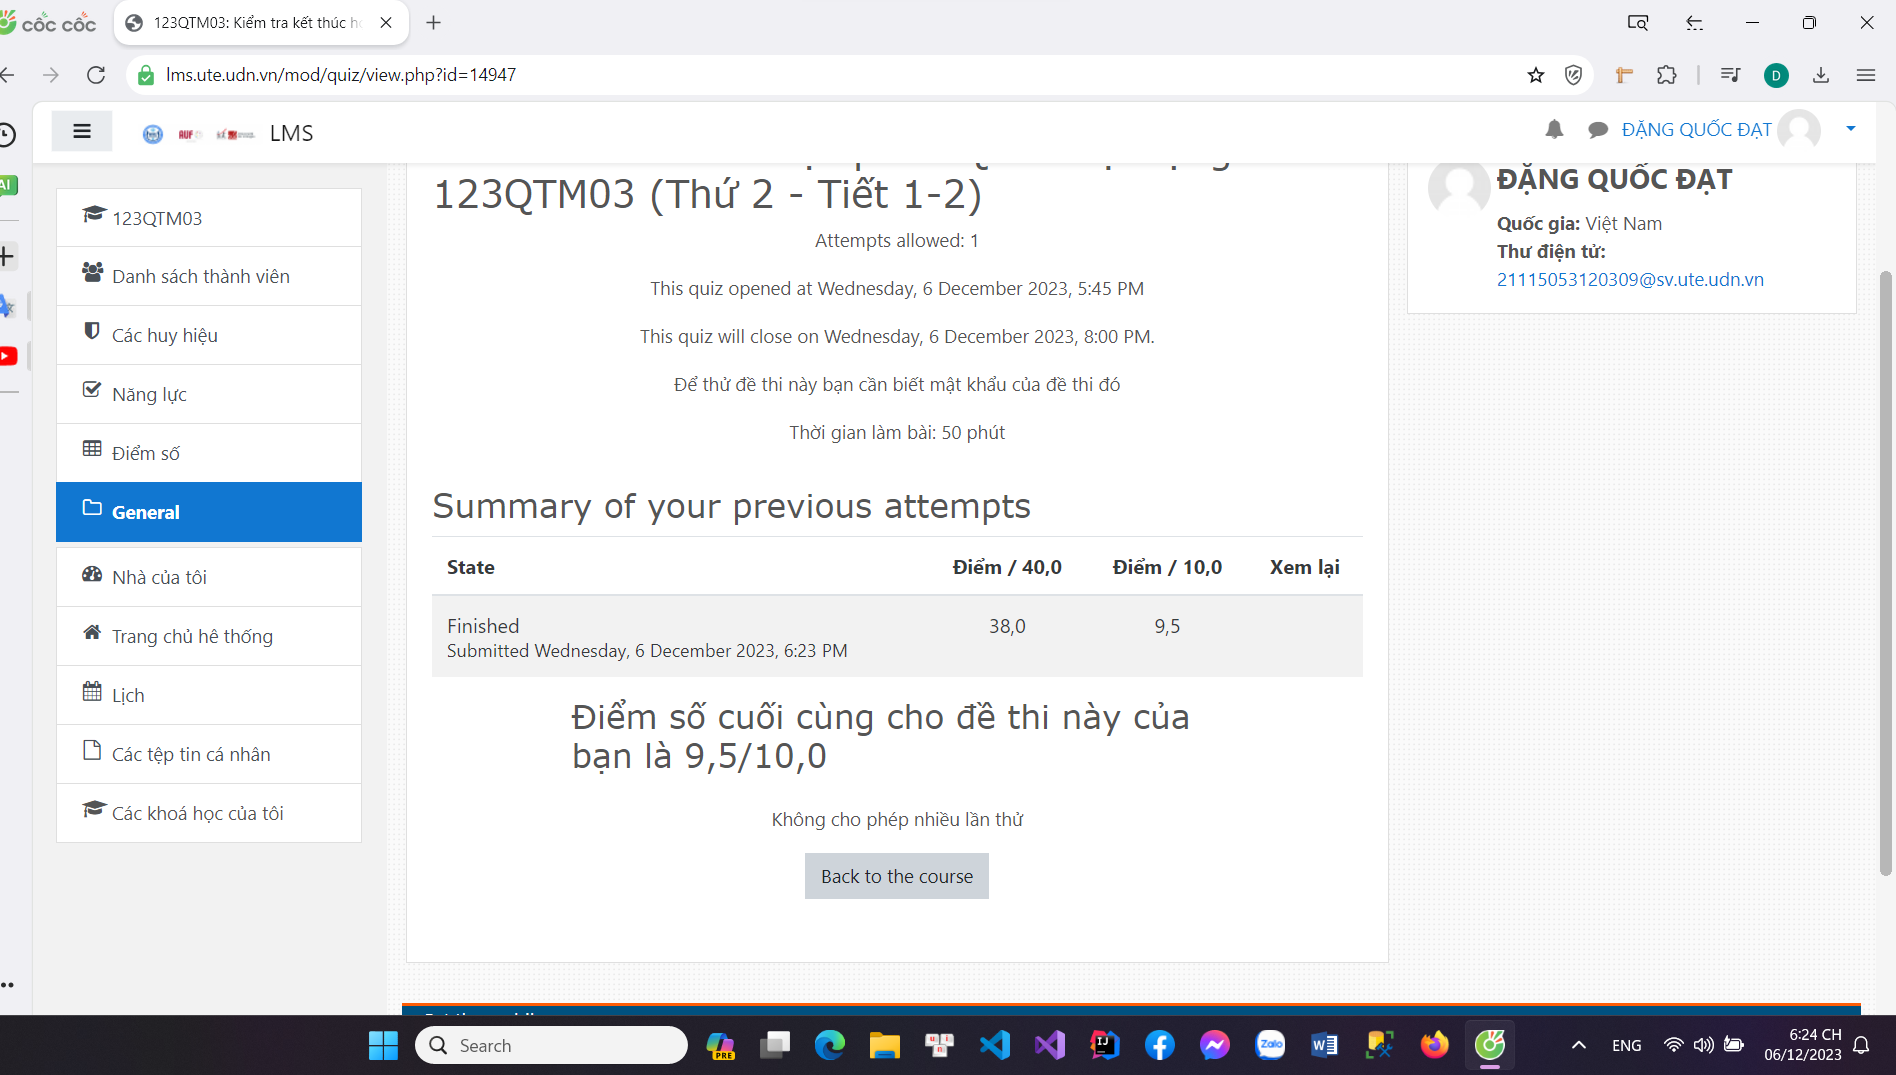 cốc cốc
123QTM03: Kiểm tra kết thúc h
lms.ute.udn.vn/mod/quiz/view.php?id=14947
D
AUF
LMS
ĐẶNG QUỐC ĐẠT
AI
123QTM03
Danh sách thành viên
Các huy hiệu
Năng lực
Điểm số
General
Nhà của tôi
Trang chủ hê thống
Lịch
Các tệp tin cá nhân
Các khoá học của tôi
123QTM03 (Thứ 2 - Tiết 1-2)
Attempts allowed: 1
This quiz opened at Wednesday, 6 December 2023, 5:45 PM
This quiz will close on Wednesday, 6 December 2023, 8:00 PM.
Để thử đề thi này bạn cần biết mật khẩu của đề thi đó
Thời gian làm bài: 50 phút
Summary of your previous attempts
State Điểm / 40,0 Điểm / 10,0 Xem lại
Finished 38,0 9,5
Submitted Wednesday, 6 December 2023, 6:23 PM
Điểm số cuối cùng cho đề thi này của
bạn là 9,5/10,0
Không cho phép nhiều lần thử
Back to the course
ĐẶNG QUỐC ĐẠT
Quốc gia: Việt Nam
Thư điện tử:
21115053120309@sv.ute.udn.vn
Search
PRE
Zalo
ENG
6:24 CH
06/12/2023